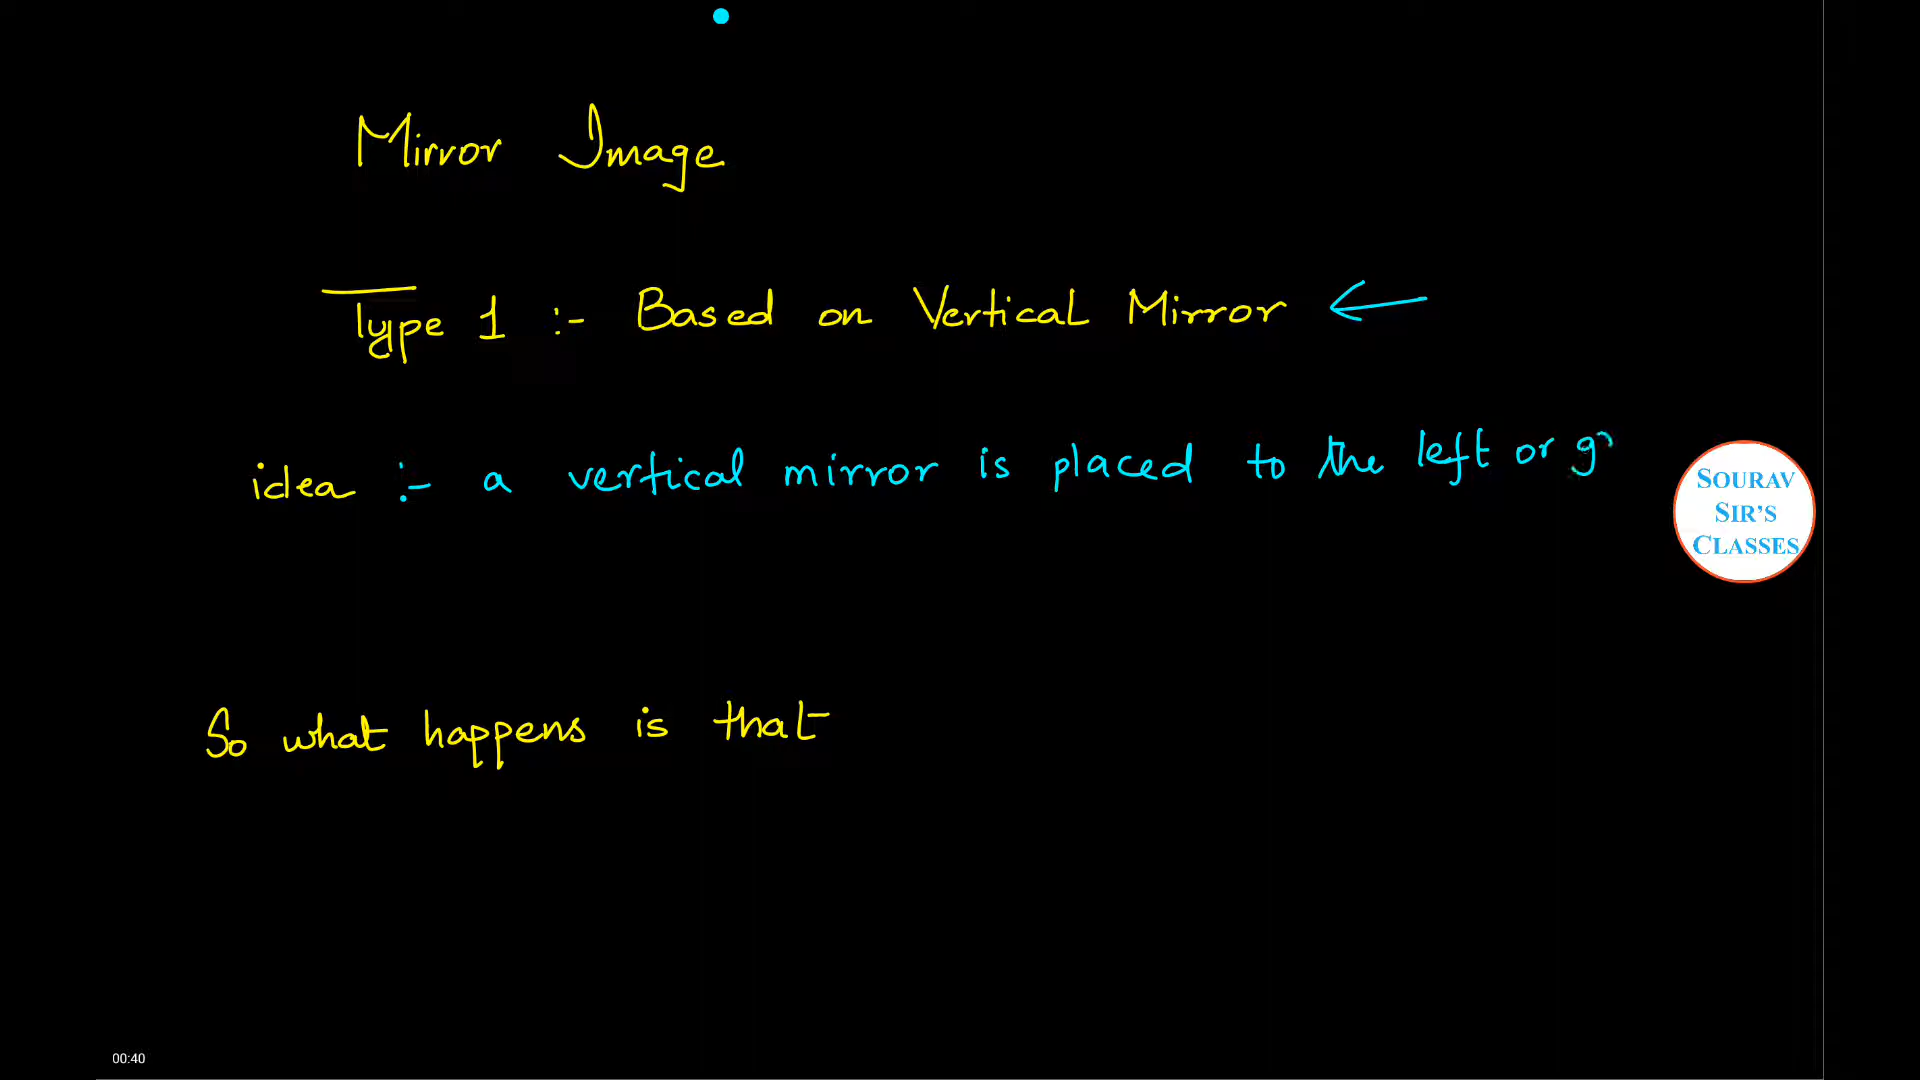 Mirror Image
Type 1 :- Based on Vertical Mirror
idea :- a vertical mirror is placed to the left or
SOURAV
SIR'S
CLASSES
So what happens is that
00:40